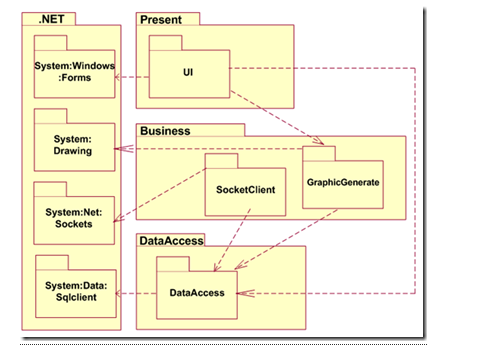 .NET
Present
System:Windows
:Forms
UI
System:
Drawing
Business
SocketClient
GraphicGenerate
System:Net:
Sockets
DataAccess
System:Data:
Sqlclient
DataAccess